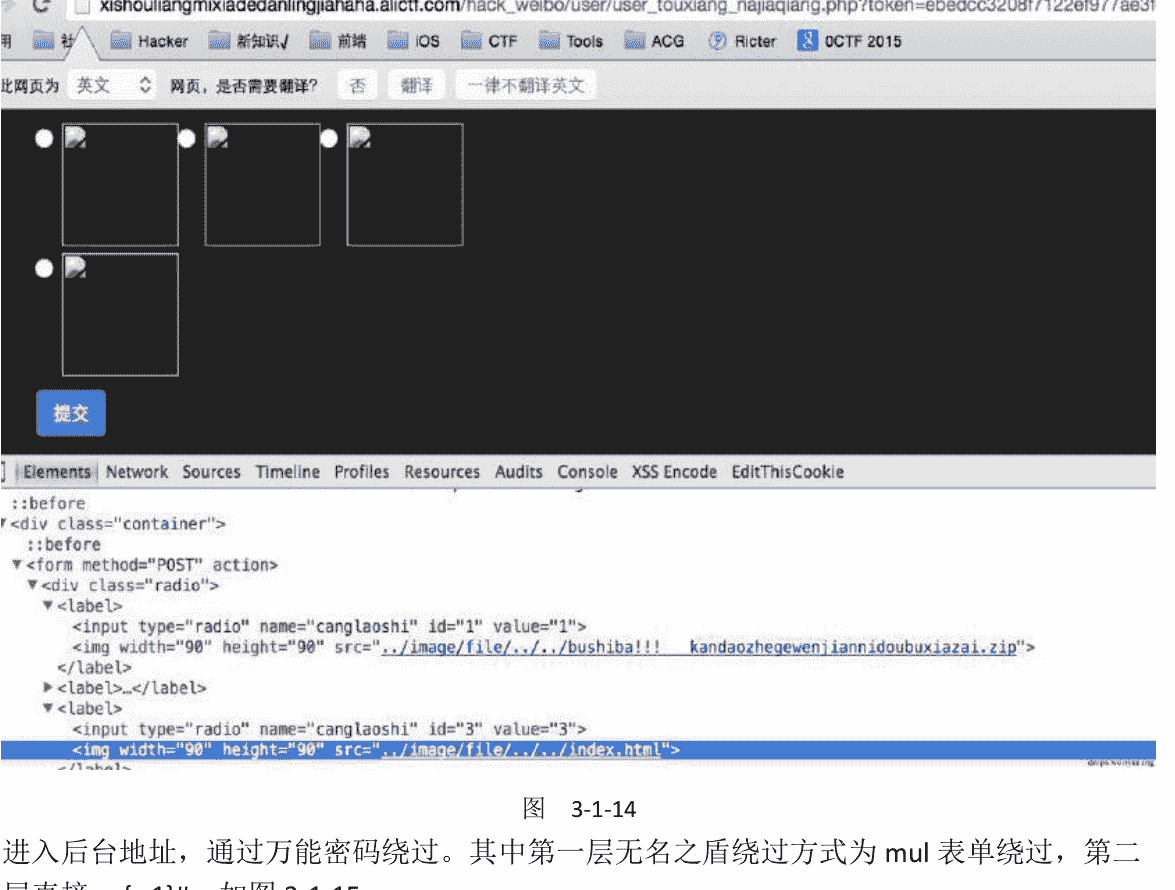 xishouliangmixiadedanlingjiahaha.alictf.com/hack_weibo/user/user_touxiang_najiaqiang.php?token=ebedcc3208f7122ef977ae3f
用 社 Hacker 新知识√ 前端 iOS CTF Tools ACG Ricter 0CTF 2015
此网页为 英文 网页，是否需要翻译? 否 翻译 一律不翻译英文
提交
Elements Network Sources Timeline Profiles Resources Audits Console XSS Encode EditThisCookie
::before
▼<div class="container">
::before
▼<form method="POST" action>
▼<div class="radio">
▼<label>
<input type="radio" name="canglaoshi" id="1" value="1">
<img width="90" height="90" src="../image/file/../../bushiba!!!   kandaozhegewenjiannidoubuxiazai.zip">
</label>
▶<label>…</label>
▼<label>
<input type="radio" name="canglaoshi" id="3" value="3">
<img width="90" height="90" src="../image/file/../../index.html">
</label>
图 3-1-14
进入后台地址，通过万能密码绕过。其中第一层无名之盾绕过方式为 mul 表单绕过，第二